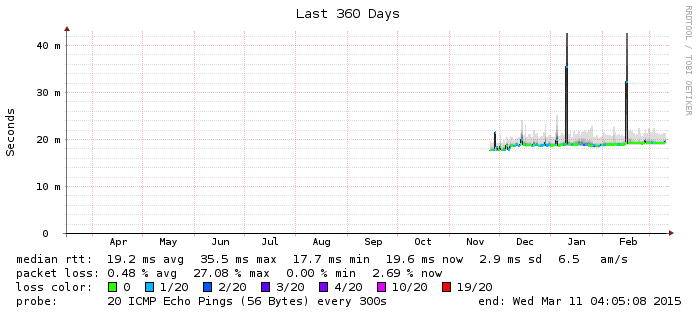 Last 360 Days
RRDTOOL / TOBI OETIKER
Seconds
40 m
30 m
20 m
10 m
0
Apr May Jun Jul Aug Sep Oct Nov Dec Jan Feb
median rtt: 19.2 ms avg 35.5 ms max 17.7 ms min 19.6 ms now 2.9 ms sd 6.5 am/s
packet loss: 0.48 % avg 27.08 % max 0.00 % min 2.69 % now
loss color: 0 1/20 2/20 3/20 4/20 10/20 19/20
probe: 20 ICMP Echo Pings (56 Bytes) every 300s end: Wed Mar 11 04:05:08 2015